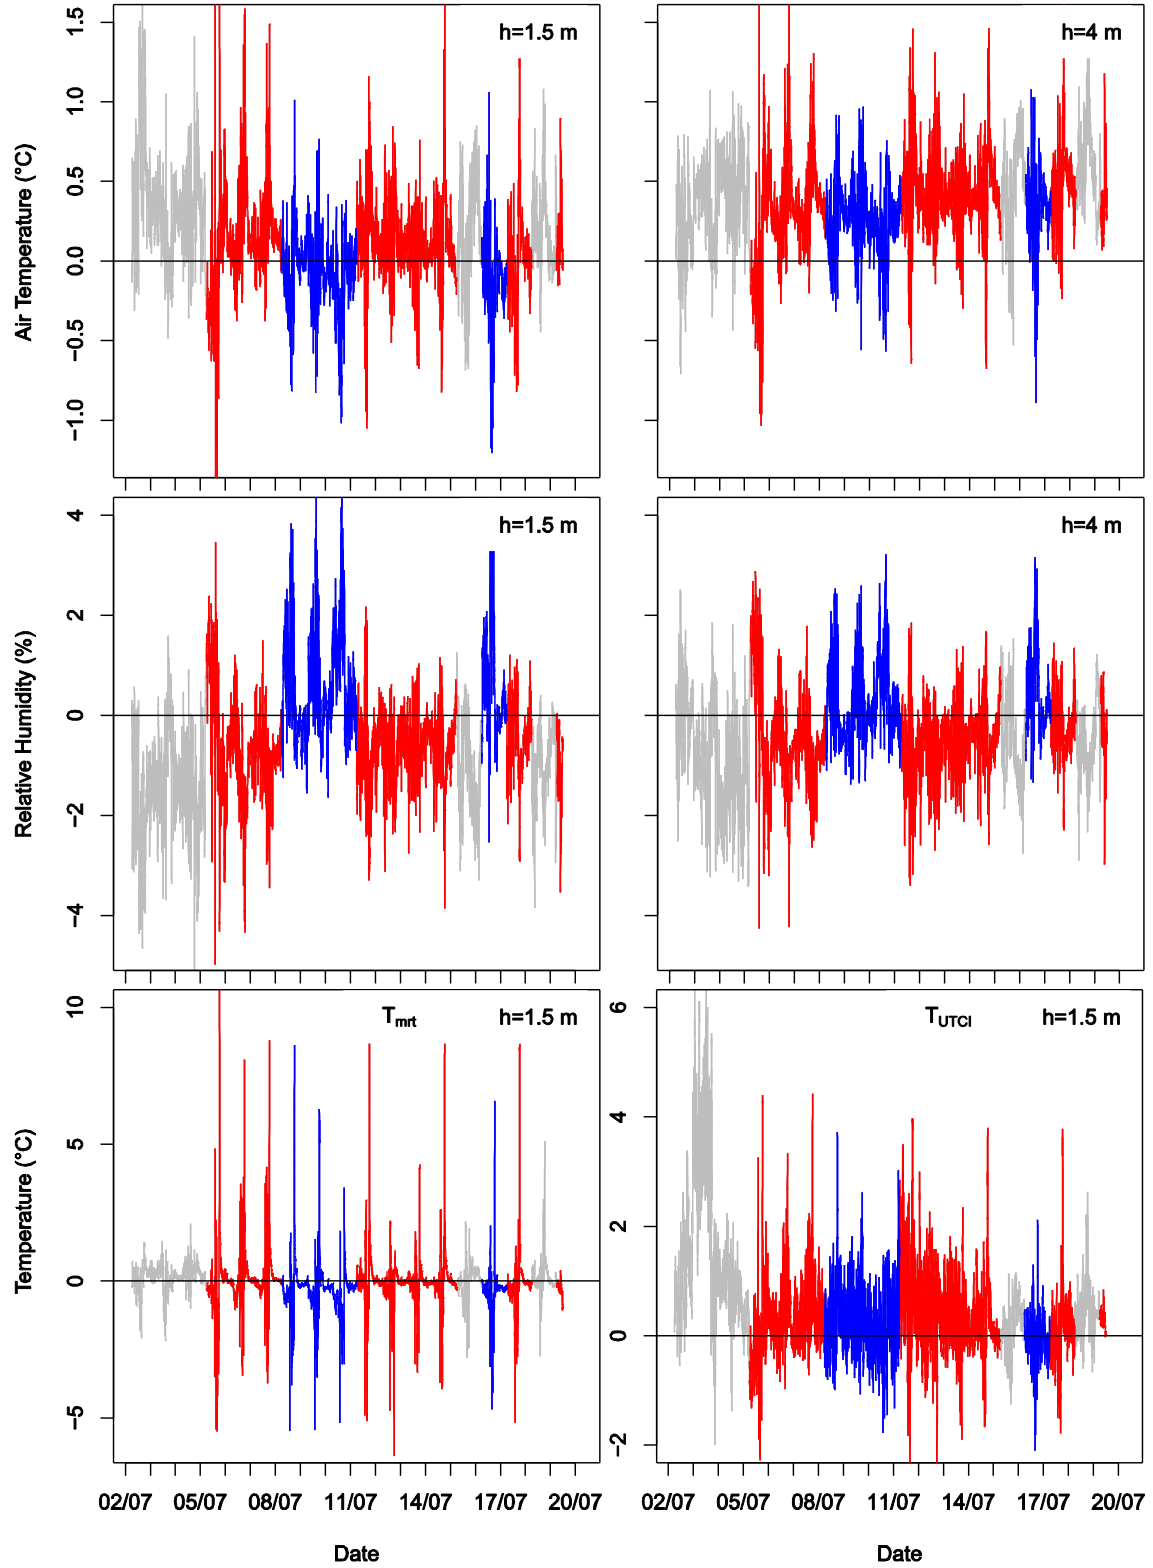 h=1.5 m
h=4 m
Air Temperature (°C)
1.5
1.0
0.5
0.0
−0.5
−1.0
h=1.5 m
h=4 m
Relative Humidity (%)
4
2
0
−2
−4
Tmrt
h=1.5 m
TUTCI
h=1.5 m
Temperature (°C)
10
5
0
−5
6
4
2
0
−2
02/07 05/07 08/07 11/07 14/07 17/07 20/07
02/07 05/07 08/07 11/07 14/07 17/07 20/07
Date
Date